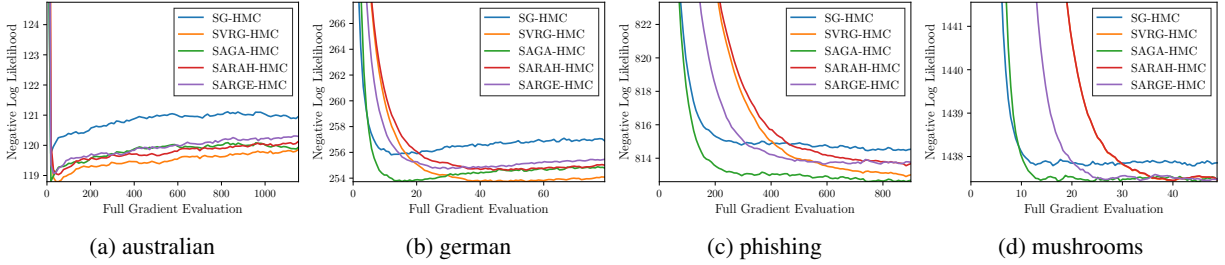 Negative Log Likelihood
124
123
122
121
120
119
0
200
400
600
800
1000
Full Gradient Evaluation
SG-HMC
SVRG-HMC
SAGA-HMC
SARAH-HMC
SARGE-HMC
(a) australian
Negative Log Likelihood
266
264
262
260
258
256
254
0
20
40
60
Full Gradient Evaluation
SG-HMC
SVRG-HMC
SAGA-HMC
SARAH-HMC
SARGE-HMC
(b) german
Negative Log Likelihood
822
820
818
816
814
0
200
400
600
800
Full Gradient Evaluation
SG-HMC
SVRG-HMC
SAGA-HMC
SARAH-HMC
SARGE-HMC
(c) phishing
Negative Log Likelihood
1441
1440
1439
1438
0
10
20
30
40
Full Gradient Evaluation
SG-HMC
SVRG-HMC
SAGA-HMC
SARAH-HMC
SARGE-HMC
(d) mushrooms